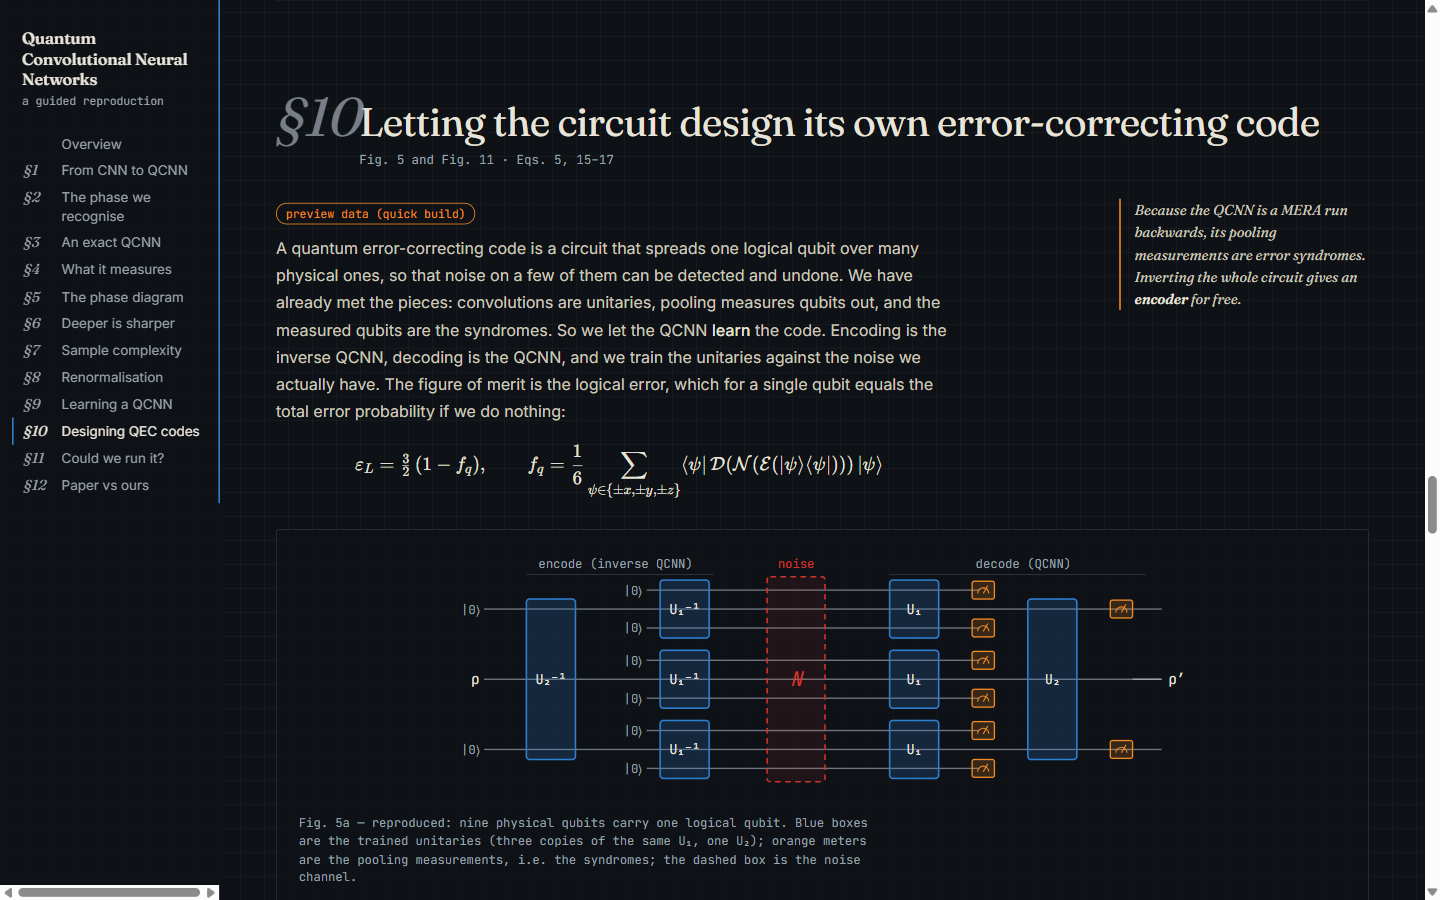 Quantum
Convolutional Neural
Networks
a guided reproduction
Overview
§1 From CNN to QCNN
§2 The phase we
recognise
§3 An exact QCNN
§4 What it measures
§5 The phase diagram
§6 Deeper is sharper
§7 Sample complexity
§8 Renormalisation
§9 Learning a QCNN
§10 Designing QEC codes
§11 Could we run it?
§12 Paper vs ours
§10 Letting the circuit design its own error-correcting code
Fig. 5 and Fig. 11 · Eqs. 5, 15–17
preview data (quick build)
A quantum error-correcting code is a circuit that spreads one logical qubit over many
physical ones, so that noise on a few of them can be detected and undone. We have
already met the pieces: convolutions are unitaries, pooling measures qubits out, and the
measured qubits are the syndromes. So we let the QCNN learn the code. Encoding is the
inverse QCNN, decoding is the QCNN, and we train the unitaries against the noise we
actually have. The figure of merit is the logical error, which for a single qubit equals the
total error probability if we do nothing:
Because the QCNN is a MERA run
backwards, its pooling
measurements are error syndromes.
Inverting the whole circuit gives an
encoder for free.
ε_L = 3/2 (1 − f_q), f_q = 1/6 ∑_{ψ∈{±x,±y,±z}} ⟨ψ| 𝒟(𝒩(ℰ(|ψ⟩⟨ψ|))) |ψ⟩
encode (inverse QCNN) noise decode (QCNN)
|0⟩
|0⟩ U₁⁻¹ U₁
|0⟩
|0⟩
ρ U₂⁻¹ U₁⁻¹ N U₁ U₂ ρ′
|0⟩
|0⟩
|0⟩ U₁⁻¹ U₁
|0⟩
Fig. 5a — reproduced: nine physical qubits carry one logical qubit. Blue boxes
are the trained unitaries (three copies of the same U₁, one U₂); orange meters
are the pooling measurements, i.e. the syndromes; the dashed box is the noise
channel.